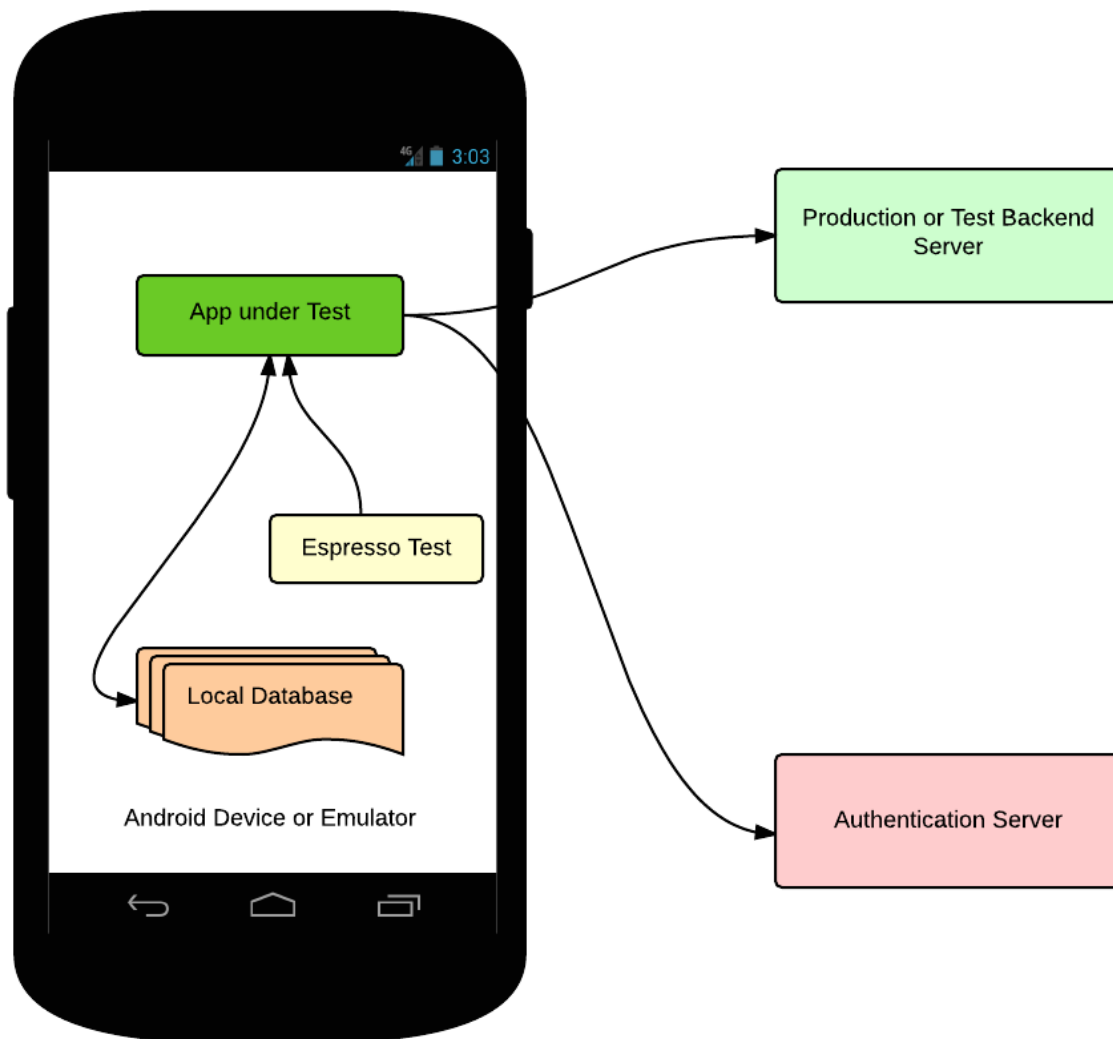 4G 3:03
App under Test
Production or Test Backend
Server
Espresso Test
Local Database
Android Device or Emulator
Authentication Server